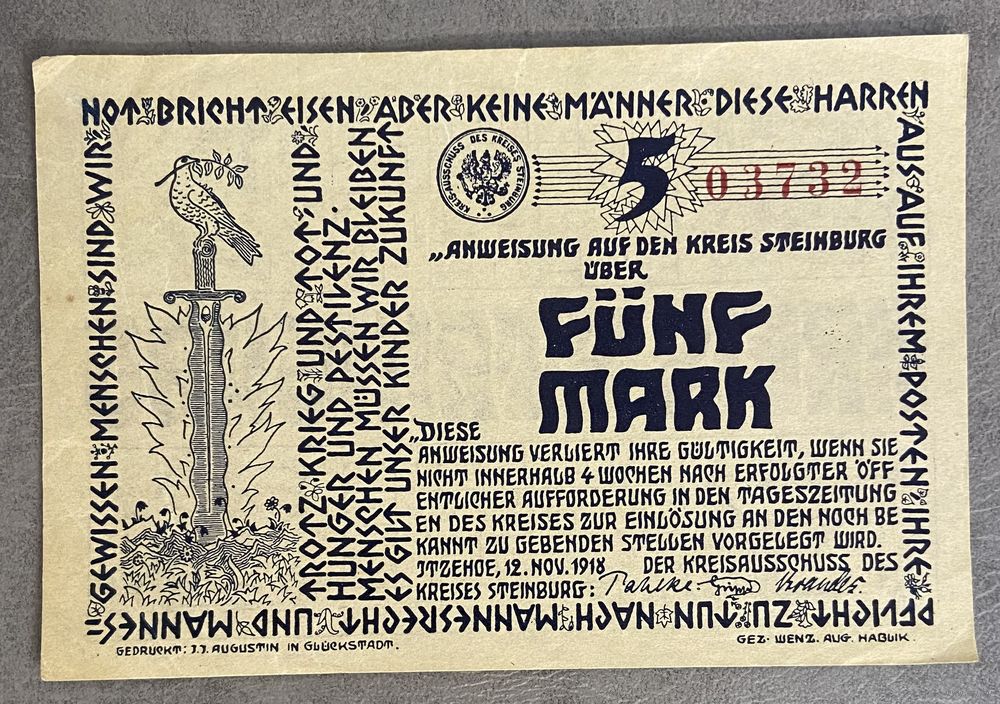 NOT BRICHT EISEN ABER KEINE MÄNNER DIESE HARREN
AUS AUF IHREM POSTEN IHRE
PFLICHT ZU TUN NACH MANNESRECHT UND MANNES=
GEWISSEN MENSCHEN SIND WIR
TROTZ KRIEG UND TOT UND
HUNGER UND PESTILENZ.
MENSCHEN MÜSSEN WIR BLEIBEN
ES GILT UNSER KINDER ZUKUNFT
KREISAUSSCHUSS DES KREISES STEINBURG
5
03732
„ANWEISUNG AUF DEN KREIS STEINBURG
ÜBER
FÜNF
MARK
„DIESE
ANWEISUNG VERLIERT IHRE GÜLTIGKEIT, WENN SIE
NICHT INNERHALB 4 WOCHEN NACH ERFOLGTER ÖFF
ENTLICHER AUFFORDERUNG IN DEN TAGESZEITUNG
EN DES KREISES ZUR EINLÖSUNG AN DEN NOCH BE
KANNT ZU GEBENDEN STELLEN VORGELEGT WIRD.
ITZEHOE, 12. NOV. 1918 DER KREISAUSSCHUSS DES
KREISES STEINBURG:
GEDRUCKT: J.J. AUGUSTIN IN GLÜCKSTADT.
GEZ. WENZ. AUG. HABLIK.